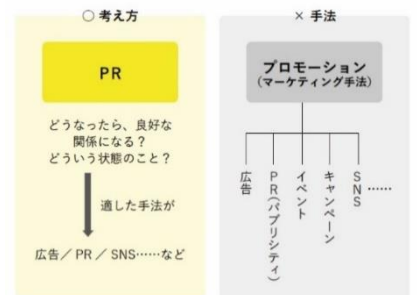 ○ 考え方
PR
どうなったら、良好な
関係になる?
どういう状態のこと?
適した手法が
広告／PR／SNS……など
× 手法
プロモーション
(マーケティング手法)
広告
PR(パブリシティ)
イベント
キャンペーン
SNS
……